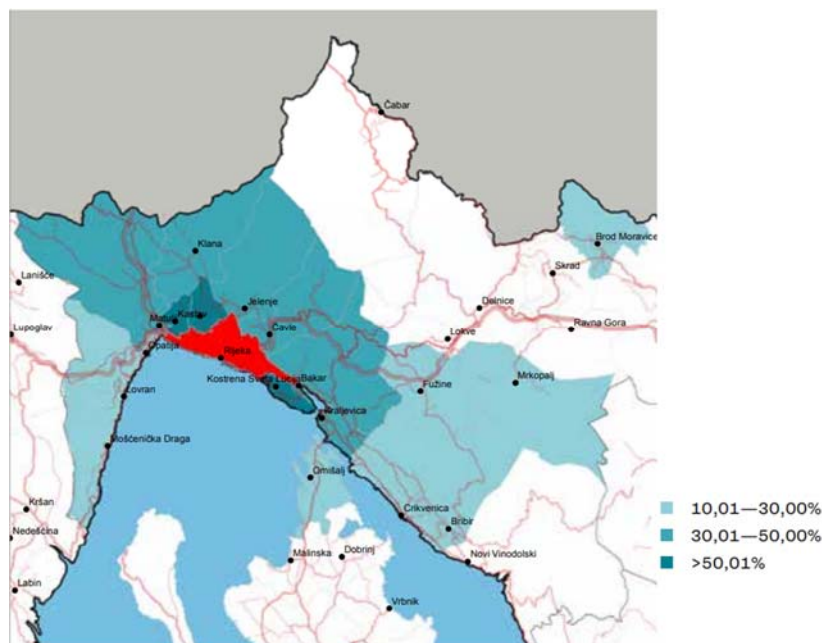 Čabar
Brod Moravice
Klana
Skrad
Lanišće
Delnice
Jelenje
Kastav
Matulji
Lupoglav
Čavle
Lokve
Ravna Gora
Opatija
Rijeka
Kostrena Sveta Lucija
Bakar
Mrkopalj
Fužine
Lovran
Kraljevica
Mošćenička Draga
Omišalj
Kršan
10,01—30,00%
Crikvenica
Bribir
30,01—50,00%
Nedešćina
Malinska
Dobrinj
Novi Vinodolski
>50,01%
Labin
Vrbnik